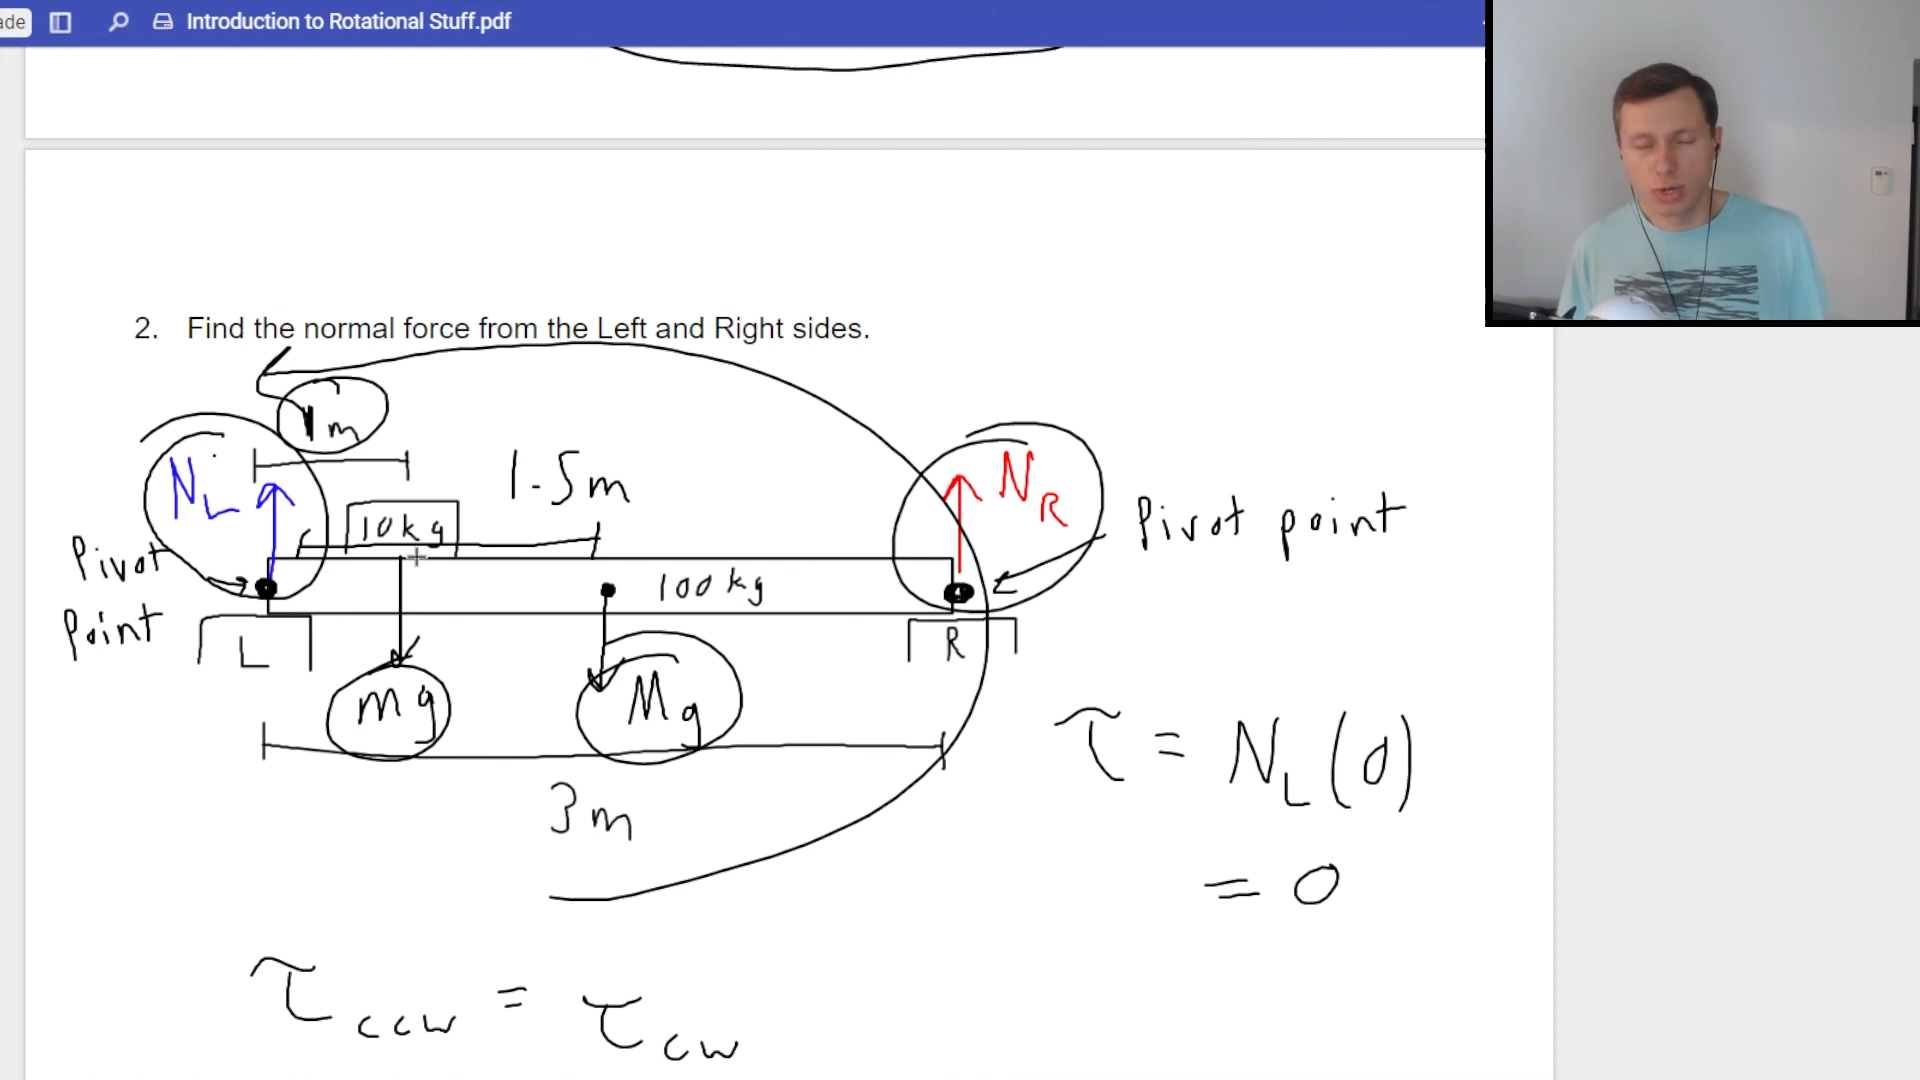 ade
Introduction to Rotational Stuff.pdf
2. Find the normal force from the Left and Right sides.
1m
N_L
1.5m
N_R
Pivot point
10kg
Pivot
Point
100kg
L
R
mg
Mg
3m
τ = N_L (0)
= 0
τ_ccw = τ_cw